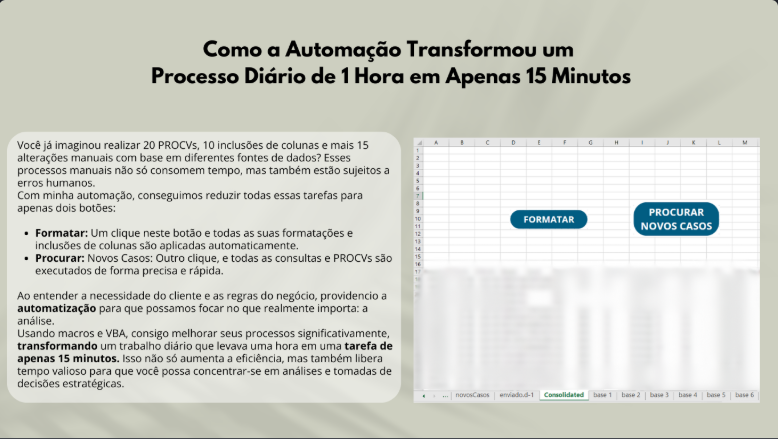 Como a Automação Transformou um
Processo Diário de 1 Hora em Apenas 15 Minutos
Você já imaginou realizar 20 PROCVs, 10 inclusões de colunas e mais 15
alterações manuais com base em diferentes fontes de dados? Esses
processos manuais não só consomem tempo, mas também estão sujeitos a
erros humanos.
Com minha automação, conseguimos reduzir todas essas tarefas para
apenas dois botões:
• Formatar: Um clique neste botão e todas as suas formatações e
inclusões de colunas são aplicadas automaticamente.
• Procurar: Novos Casos: Outro clique, e todas as consultas e PROCVs são
executados de forma precisa e rápida.
Ao entender a necessidade do cliente e as regras do negócio, providencio a
automatização para que possamos focar no que realmente importa: a
análise.
Usando macros e VBA, consigo melhorar seus processos significativamente,
transformando um trabalho diário que levava uma hora em uma tarefa de
apenas 15 minutos. Isso não só aumenta a eficiência, mas também libera
tempo valioso para que você possa concentrar-se em análises e tomadas de
decisões estratégicas.
A B C D E F G H I J K L M
1
2
3
4
5
6
7
8
9
10
11
12
13
14
15
16
17
FORMATAR
PROCURAR
NOVOS CASOS
... novosCasos enviado.d-1 Consolidated base 1 base 2 base 3 base 4 base 5 base 6